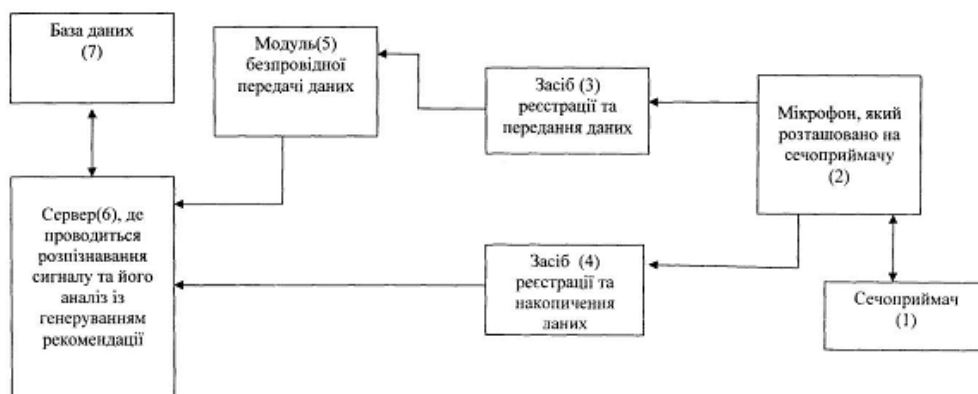 База даних
(7)
Модуль(5)
безпровідної
передачі даних
Засіб (3)
реєстрації та
передання даних
Мікрофон, який
розташовано на
сечоприймачу
(2)
Сервер(6), де
проводиться
розпізнавання
сигналу та його
аналіз із
генеруванням
рекомендації
Засіб (4)
реєстрації та
накопичення
даних
Сечоприймач
(1)